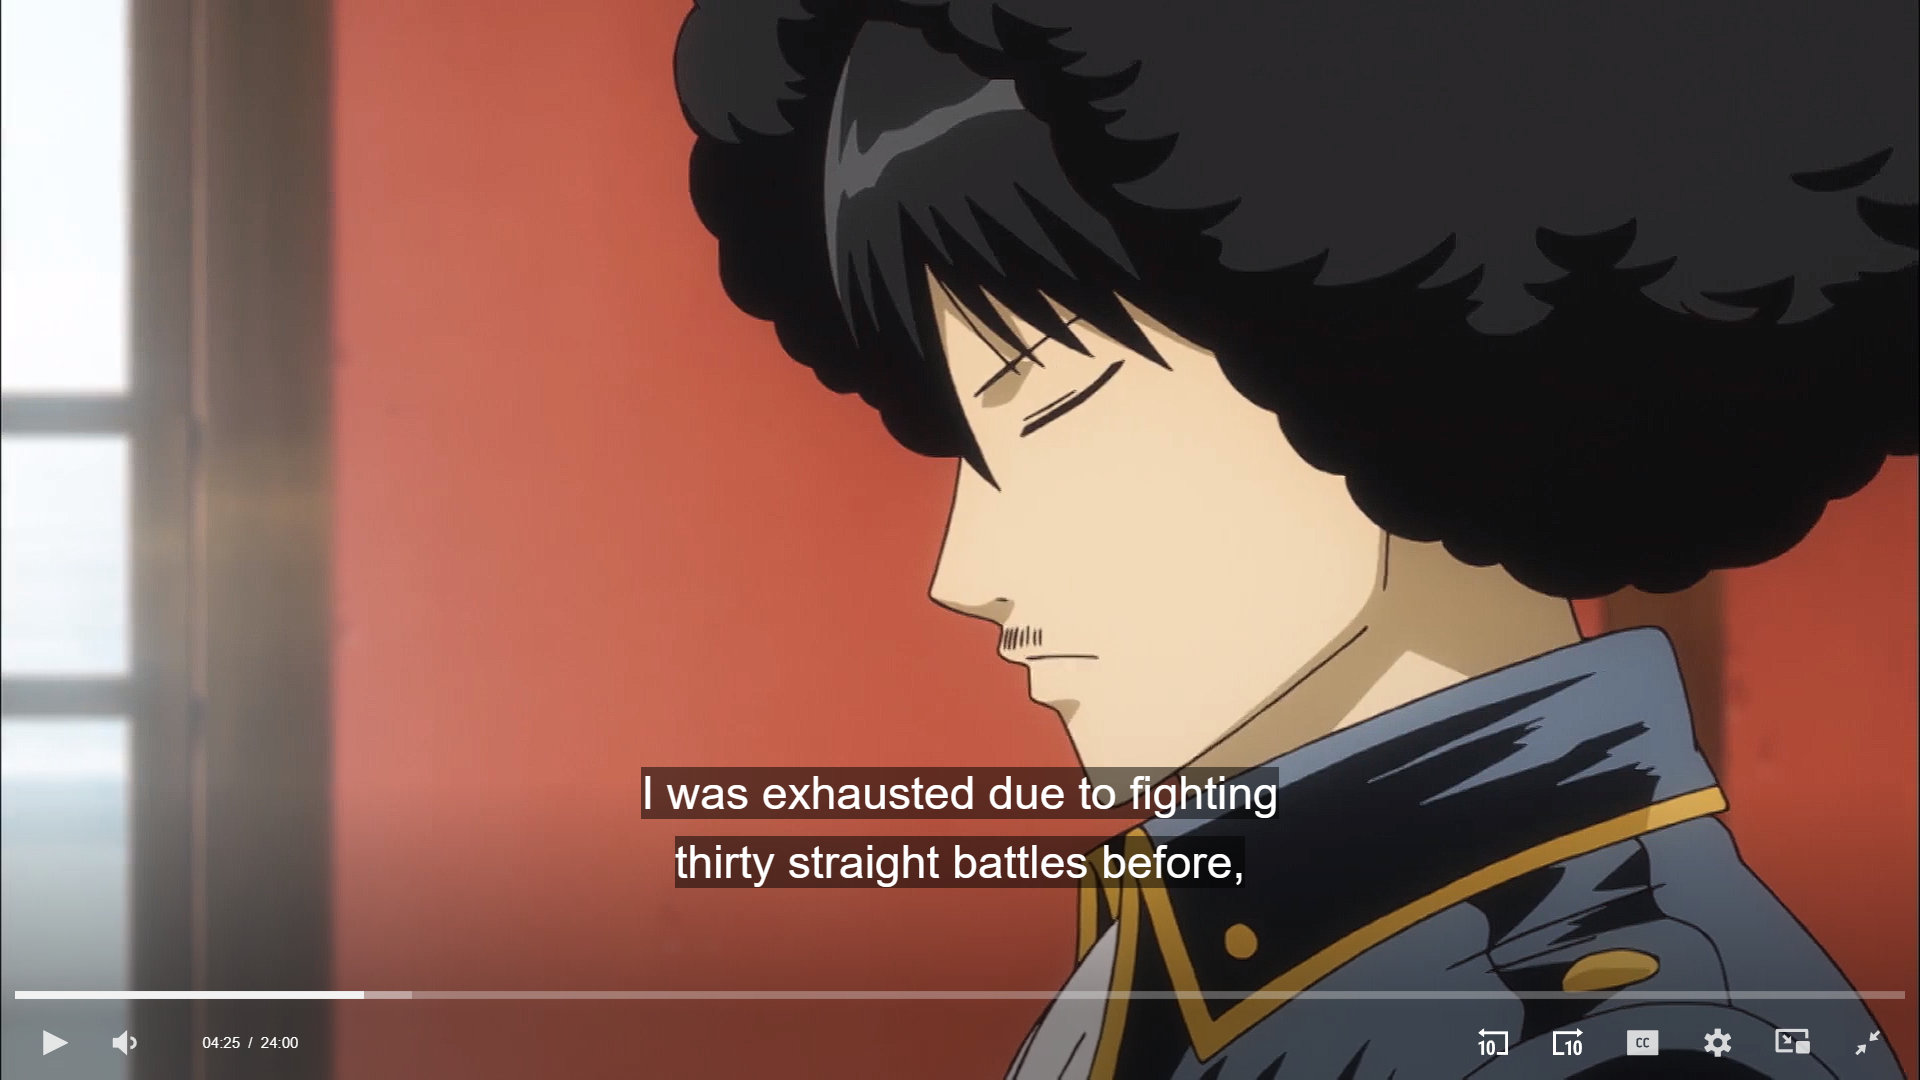 I was exhausted due to fighting
thirty straight battles before,
04:25 / 24:00
10
10
CC